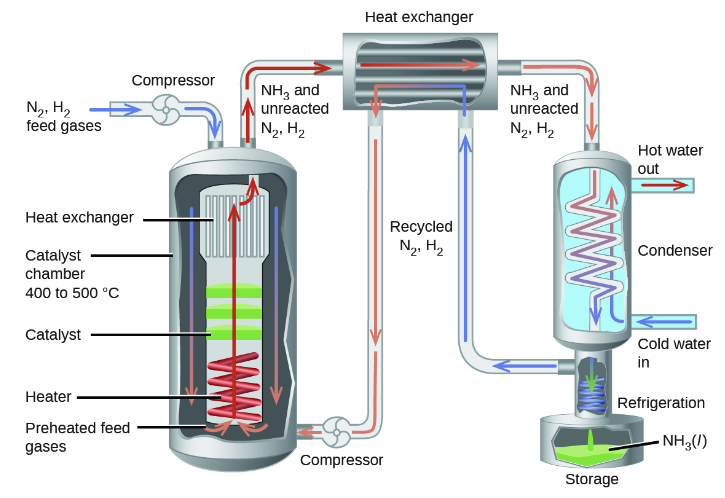 Heat exchanger
Compressor
N₂, H₂
feed gases
NH₃ and
unreacted
N₂, H₂
NH₃ and
unreacted
N₂, H₂
Hot water
out
Heat exchanger
Recycled
N₂, H₂
Condenser
Catalyst
chamber
400 to 500 °C
Catalyst
Cold water
in
Heater
Refrigeration
Preheated feed
gases
Compressor
NH₃(l)
Storage